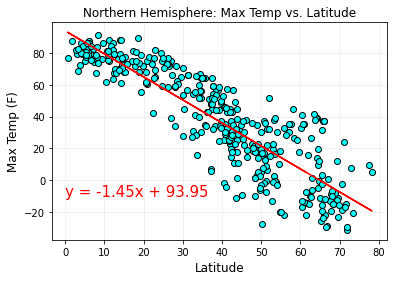 Northern Hemisphere: Max Temp vs. Latitude
Max Temp (F)
80
60
40
20
0
−20
y = -1.45x + 93.95
0 10 20 30 40 50 60 70 80
Latitude